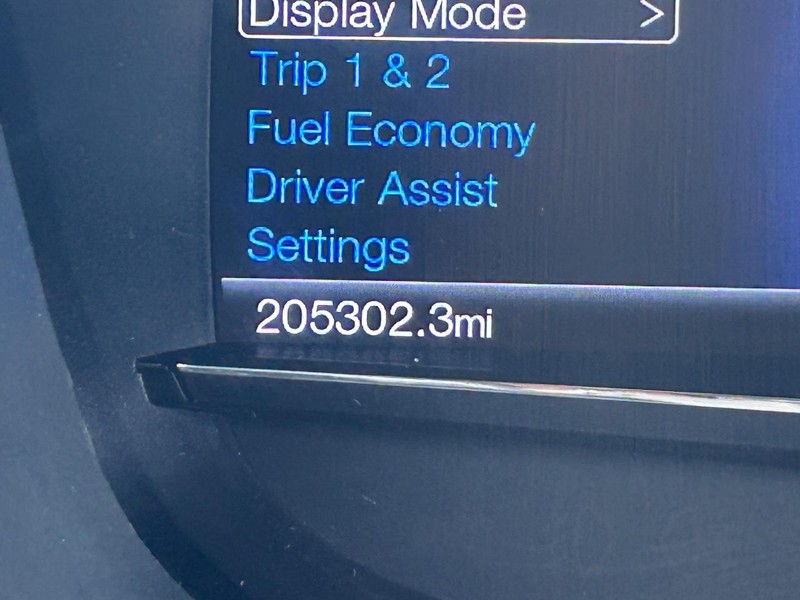 Display Mode >
Trip 1 & 2
Fuel Economy
Driver Assist
Settings
205302.3mi